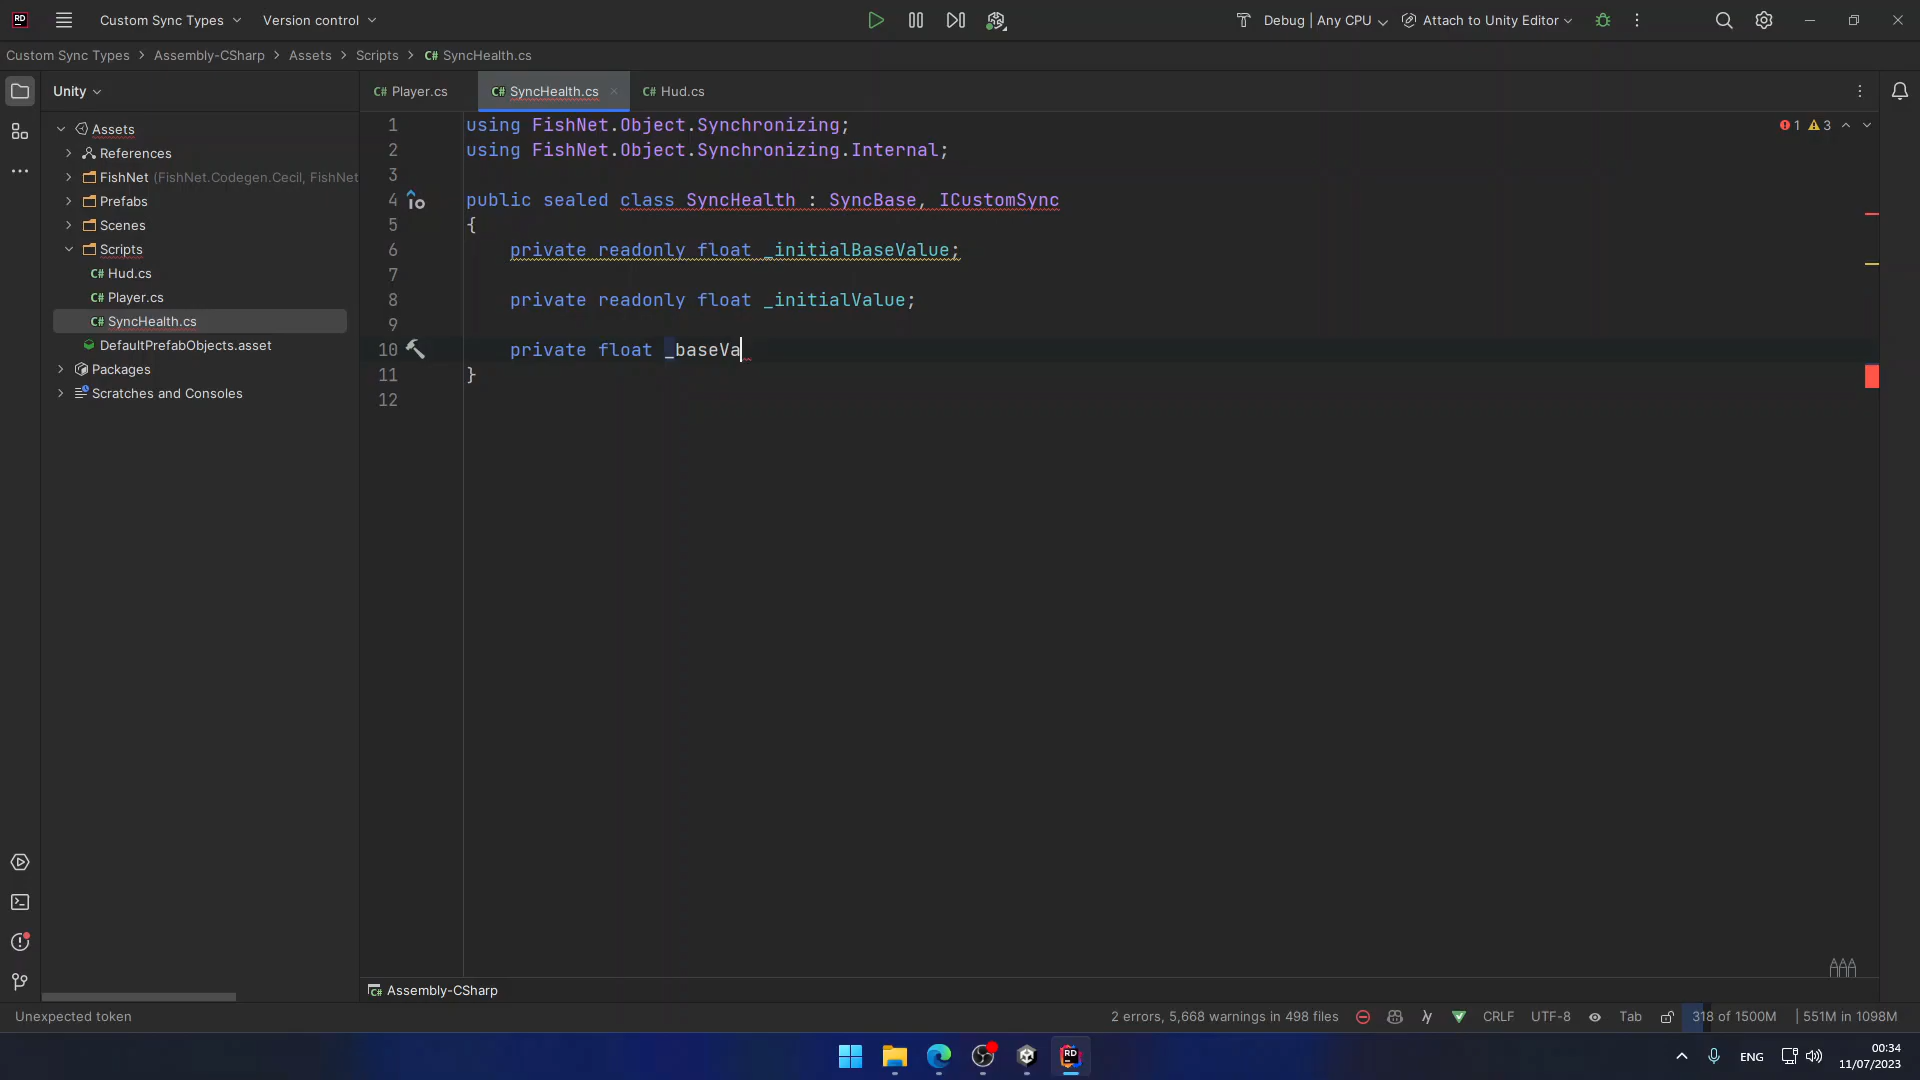 RD Custom Sync Types Version control Debug | Any CPU Attach to Unity Editor
Custom Sync Types > Assembly-CSharp > Assets > Scripts > C# SyncHealth.cs
Unity
C# Player.cs C# SyncHealth.cs × C# Hud.cs
Assets
References
FishNet (FishNet.Codegen.Cecil, FishNet
Prefabs
Scenes
Scripts
C# Hud.cs
C# Player.cs
C# SyncHealth.cs
DefaultPrefabObjects.asset
Packages
Scratches and Consoles
1 using FishNet.Object.Synchronizing;
2 using FishNet.Object.Synchronizing.Internal;
3
4 public sealed class SyncHealth : SyncBase, ICustomSync
5 {
6 private readonly float _initialBaseValue;
7
8 private readonly float _initialValue;
9
10 private float _baseVa
11 }
12
1 3
C# Assembly-CSharp
Unexpected token 2 errors, 5,668 warnings in 498 files CRLF UTF-8 Tab 318 of 1500M 551M in 1098M
RD ENG 00:34
11/07/2023